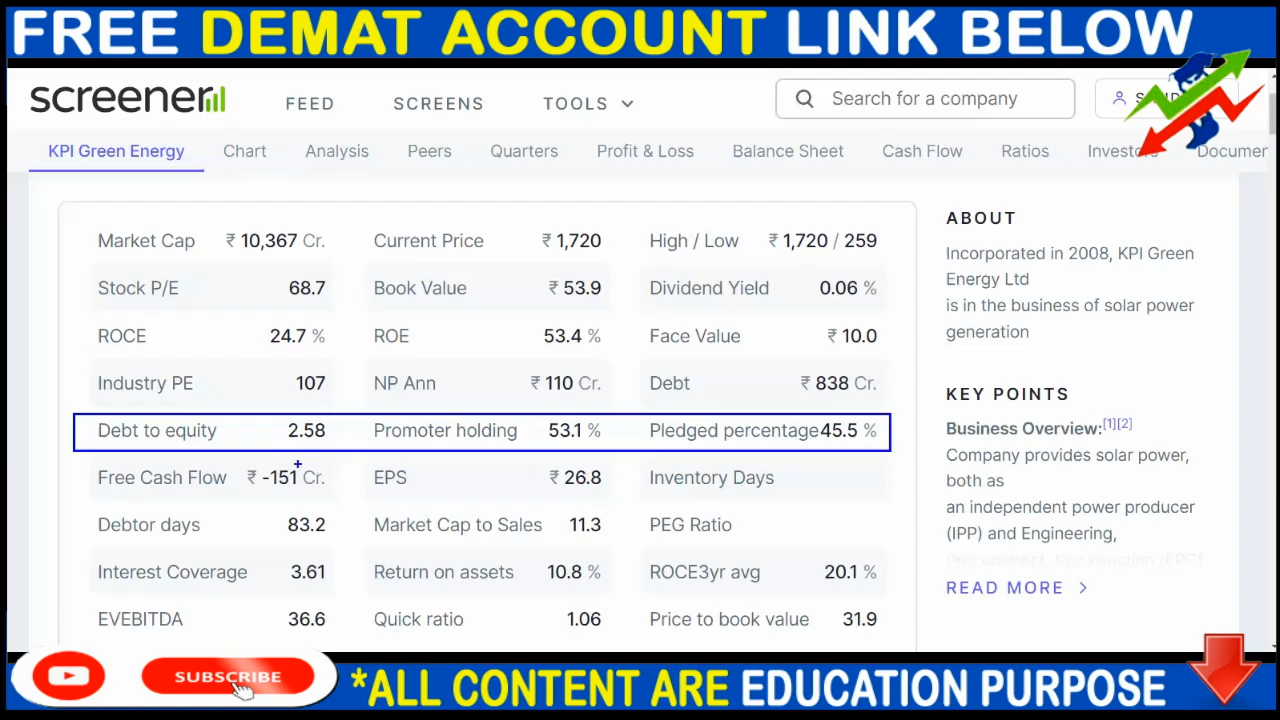 FREE DEMAT ACCOUNT LINK BELOW
screener
FEED SCREENS TOOLS
Search for a company
KPI Green Energy Chart Analysis Peers Quarters Profit & Loss Balance Sheet Cash Flow Ratios Investors Documen
Market Cap ₹ 10,367 Cr. Current Price ₹ 1,720 High / Low ₹ 1,720 / 259
Stock P/E 68.7 Book Value ₹ 53.9 Dividend Yield 0.06 %
ROCE 24.7 % ROE 53.4 % Face Value ₹ 10.0
Industry PE 107 NP Ann ₹ 110 Cr. Debt ₹ 838 Cr.
Debt to equity 2.58 Promoter holding 53.1 % Pledged percentage 45.5 %
Free Cash Flow ₹ -151 Cr. EPS ₹ 26.8 Inventory Days
Debtor days 83.2 Market Cap to Sales 11.3 PEG Ratio
Interest Coverage 3.61 Return on assets 10.8 % ROCE3yr avg 20.1 %
EVEBITDA 36.6 Quick ratio 1.06 Price to book value 31.9
ABOUT
Incorporated in 2008, KPI Green
Energy Ltd
is in the business of solar power
generation
KEY POINTS
Business Overview:[1][2]
Company provides solar power,
both as
an independent power producer
(IPP) and Engineering,
Procurement, Construction (EPC)
READ MORE
SUBSCRIBE
*ALL CONTENT ARE EDUCATION PURPOSE